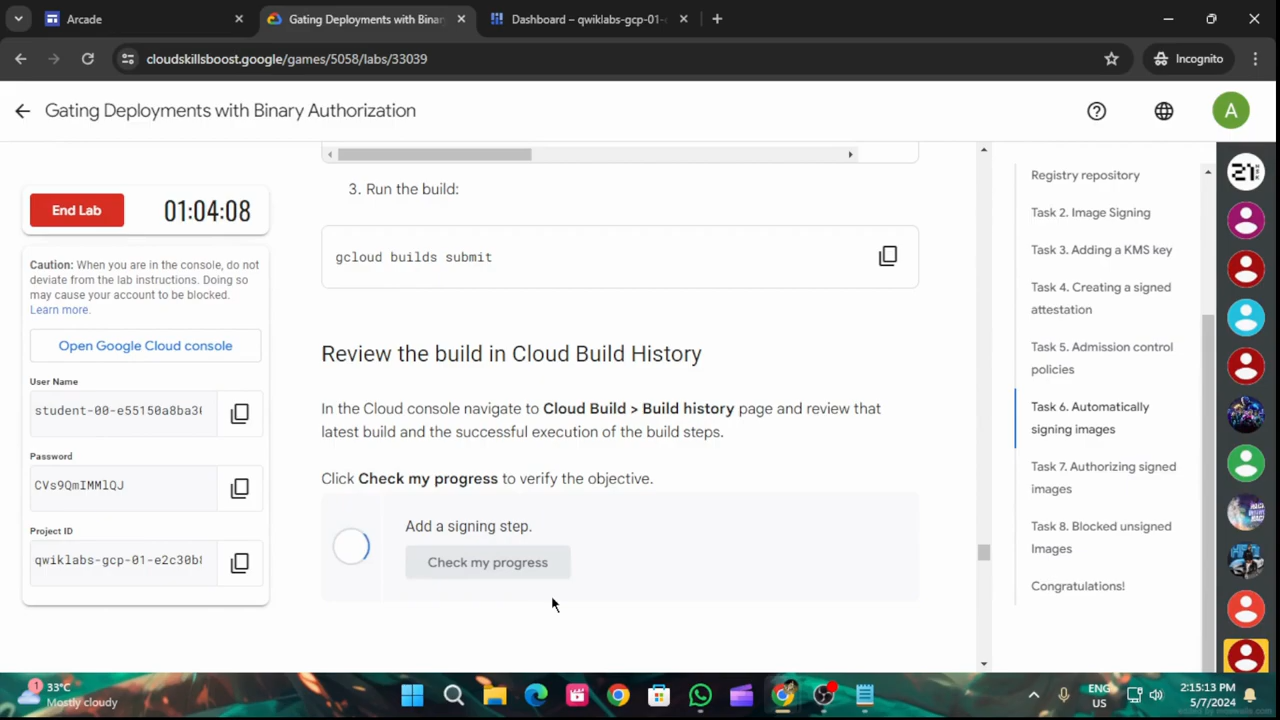 Arcade
Gating Deployments with Binary
Dashboard – qwiklabs-gcp-01-
cloudskillsboost.google/games/5058/labs/33039
Incognito
Gating Deployments with Binary Authorization
A
End Lab
01:04:08
Caution: When you are in the console, do not
deviate from the lab instructions. Doing so
may cause your account to be blocked.
Learn more.
Open Google Cloud console
User Name
student-00-e55150a8ba3
Password
CVs9QmIMMlQJ
Project ID
qwiklabs-gcp-01-e2c30b
3. Run the build:
gcloud builds submit
Review the build in Cloud Build History
In the Cloud console navigate to Cloud Build > Build history page and review that
latest build and the successful execution of the build steps.
Click Check my progress to verify the objective.
Add a signing step.
Check my progress
Registry repository
Task 2. Image Signing
Task 3. Adding a KMS key
Task 4. Creating a signed
attestation
Task 5. Admission control
policies
Task 6. Automatically
signing images
Task 7. Authorizing signed
images
Task 8. Blocked unsigned
Images
Congratulations!
21
1
33°C
Mostly cloudy
ENG
US
2:15:13 PM
5/7/2024